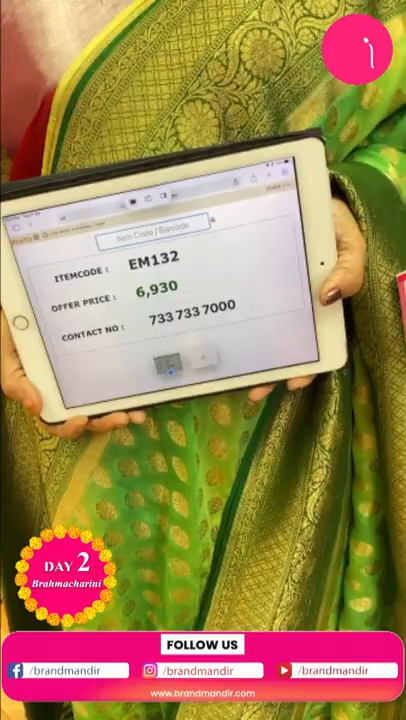 Item Code / Barcode
ITEMCODE : EM132
OFFER PRICE : 6,930
CONTACT NO : 733 733 7000
DAY 2
Brahmacharini
FOLLOW US
/brandmandir /brandmandir /brandmandir
www.brandmandir.com